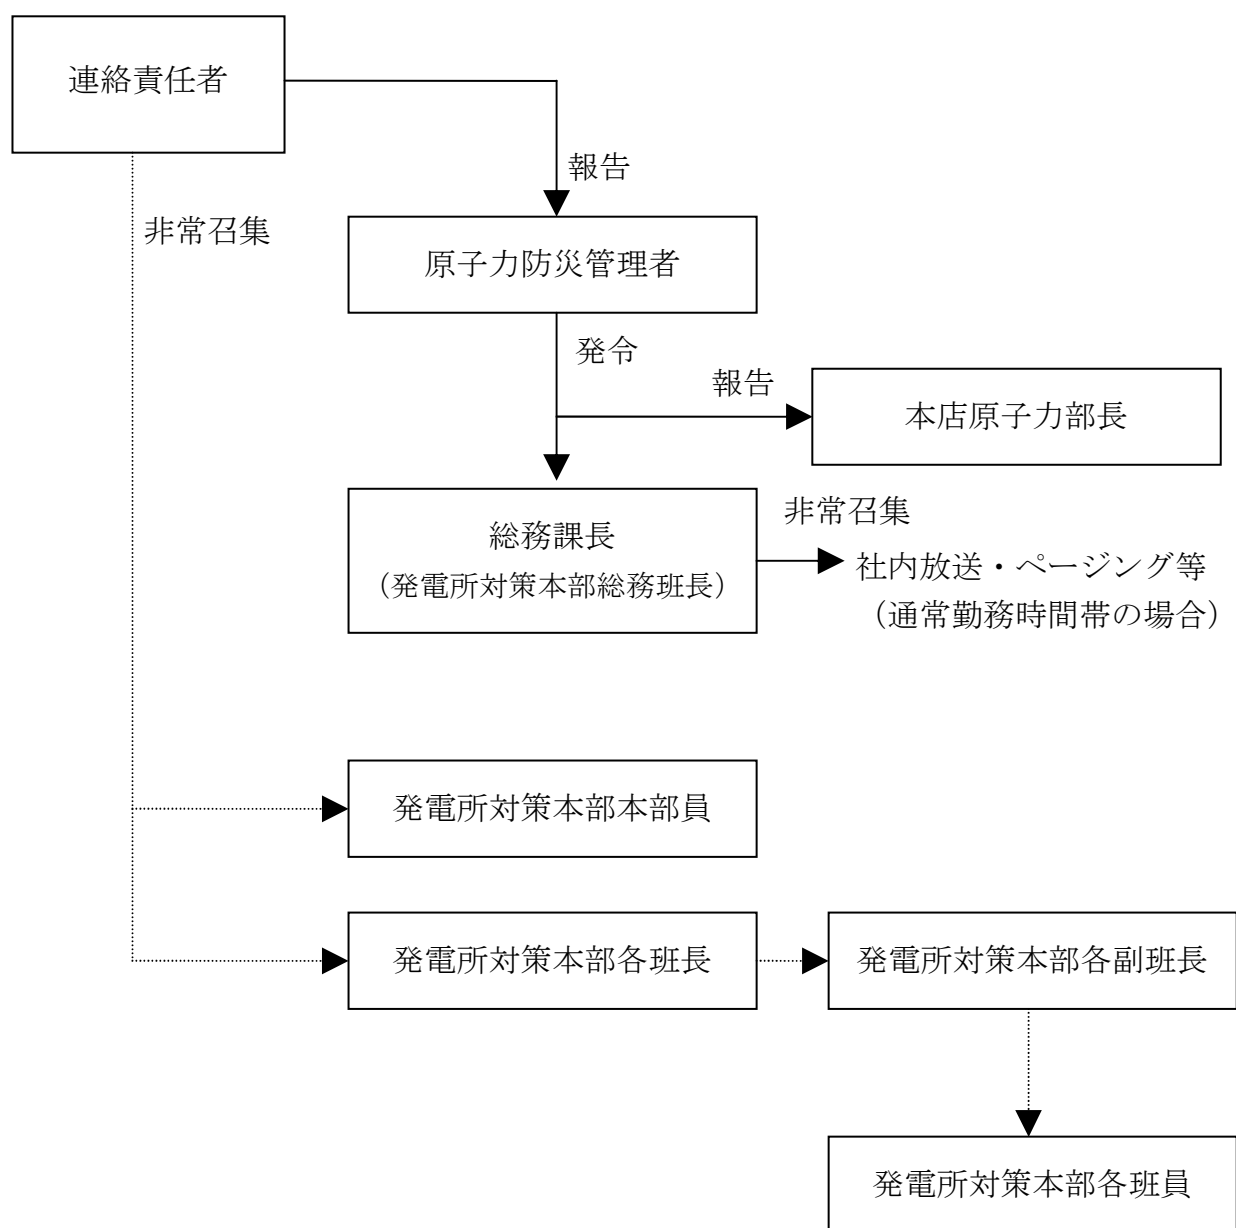 連絡責任者
報告
非常召集
原子力防災管理者
発令
報告
本店原子力部長
総務課長
（発電所対策本部総務班長）
非常召集
社内放送・ページング等
（通常勤務時間帯の場合）
発電所対策本部本部員
発電所対策本部各班長
発電所対策本部各副班長
発電所対策本部各班員